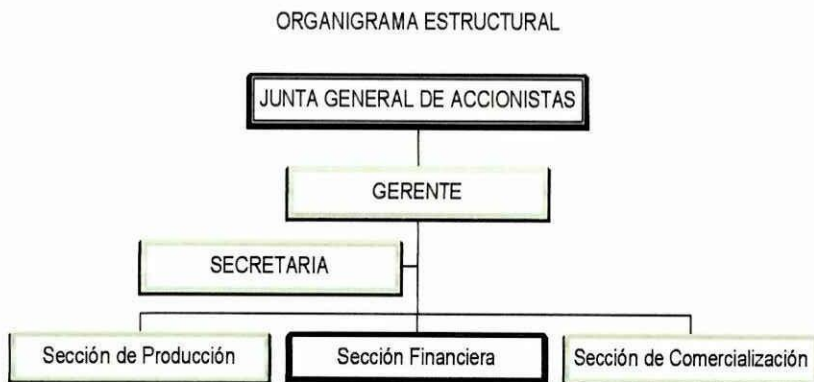 ORGANIGRAMA ESTRUCTURAL
JUNTA GENERAL DE ACCIONISTAS
GERENTE
SECRETARIA
Sección de Producción
Sección Financiera
Sección de Comercialización